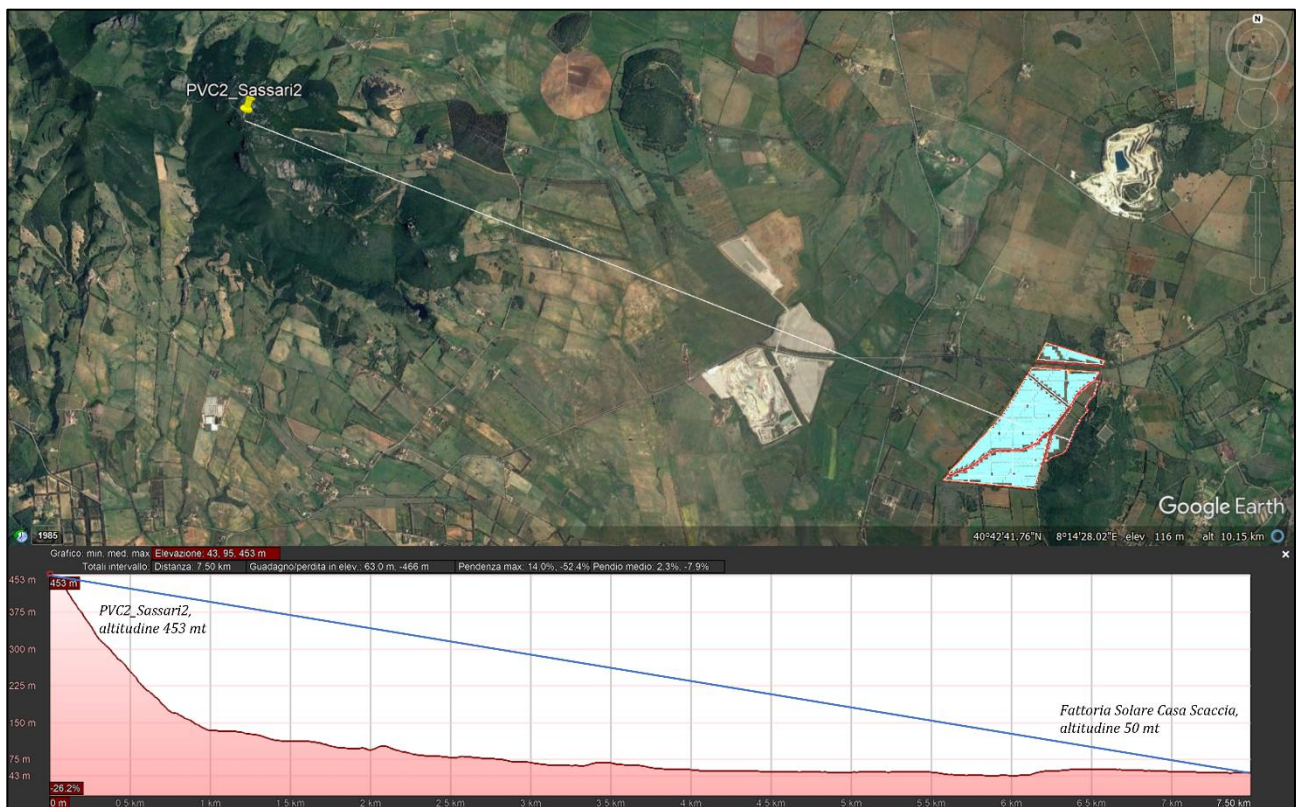 N
PVC2_Sassari2
Google Earth
1985
40°42'41.76"N 8°14'28.02"E elev 116 m alt 10.15 km
Grafico: min. med. max Elevazione: 43, 95, 453 m
Totali intervallo: Distanza: 7.50 km Guadagno/perdita in elev.: 63.0 m, -466 m Pendenza max: 14.0%, -52.4% Pendio medio: 2.3%, -7.9%
453 m
453 m
375 m
300 m
225 m
150 m
75 m
43 m
PVC2_Sassari2,
altitudine 453 mt
Fattoria Solare Casa Scaccia,
altitudine 50 mt
-26.2%
0 m 0.5 km 1 km 1.5 km 2 km 2.5 km 3 km 3.5 km 4 km 4.5 km 5 km 5.5 km 6 km 6.5 km 7 km 7.50 km